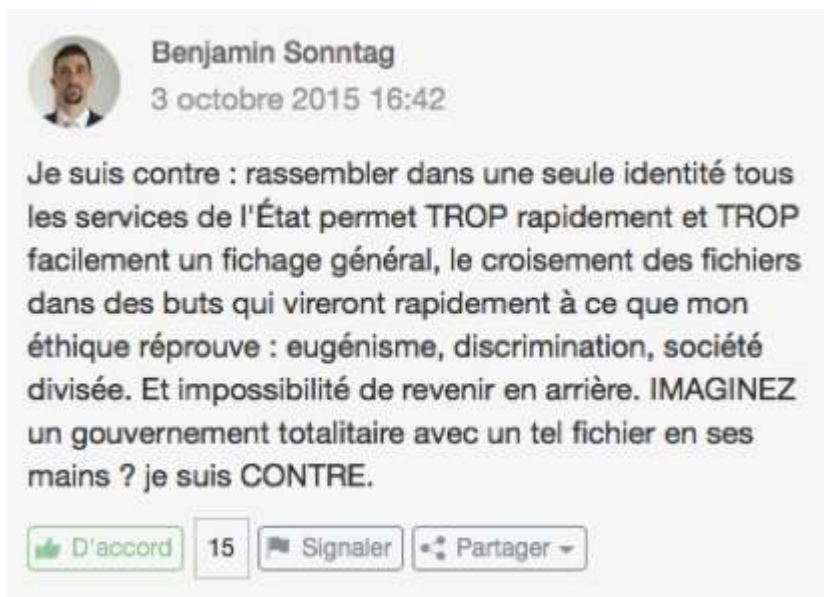 Benjamin Sonntag
3 octobre 2015 16:42
Je suis contre : rassembler dans une seule identité tous
les services de l'État permet TROP rapidement et TROP
facilement un fichage général, le croisement des fichiers
dans des buts qui vireront rapidement à ce que mon
éthique réprouve : eugénisme, discrimination, société
divisée. Et impossibilité de revenir en arrière. IMAGINEZ
un gouvernement totalitaire avec un tel fichier en ses
mains ? je suis CONTRE.
D'accord 15 Signaler Partager